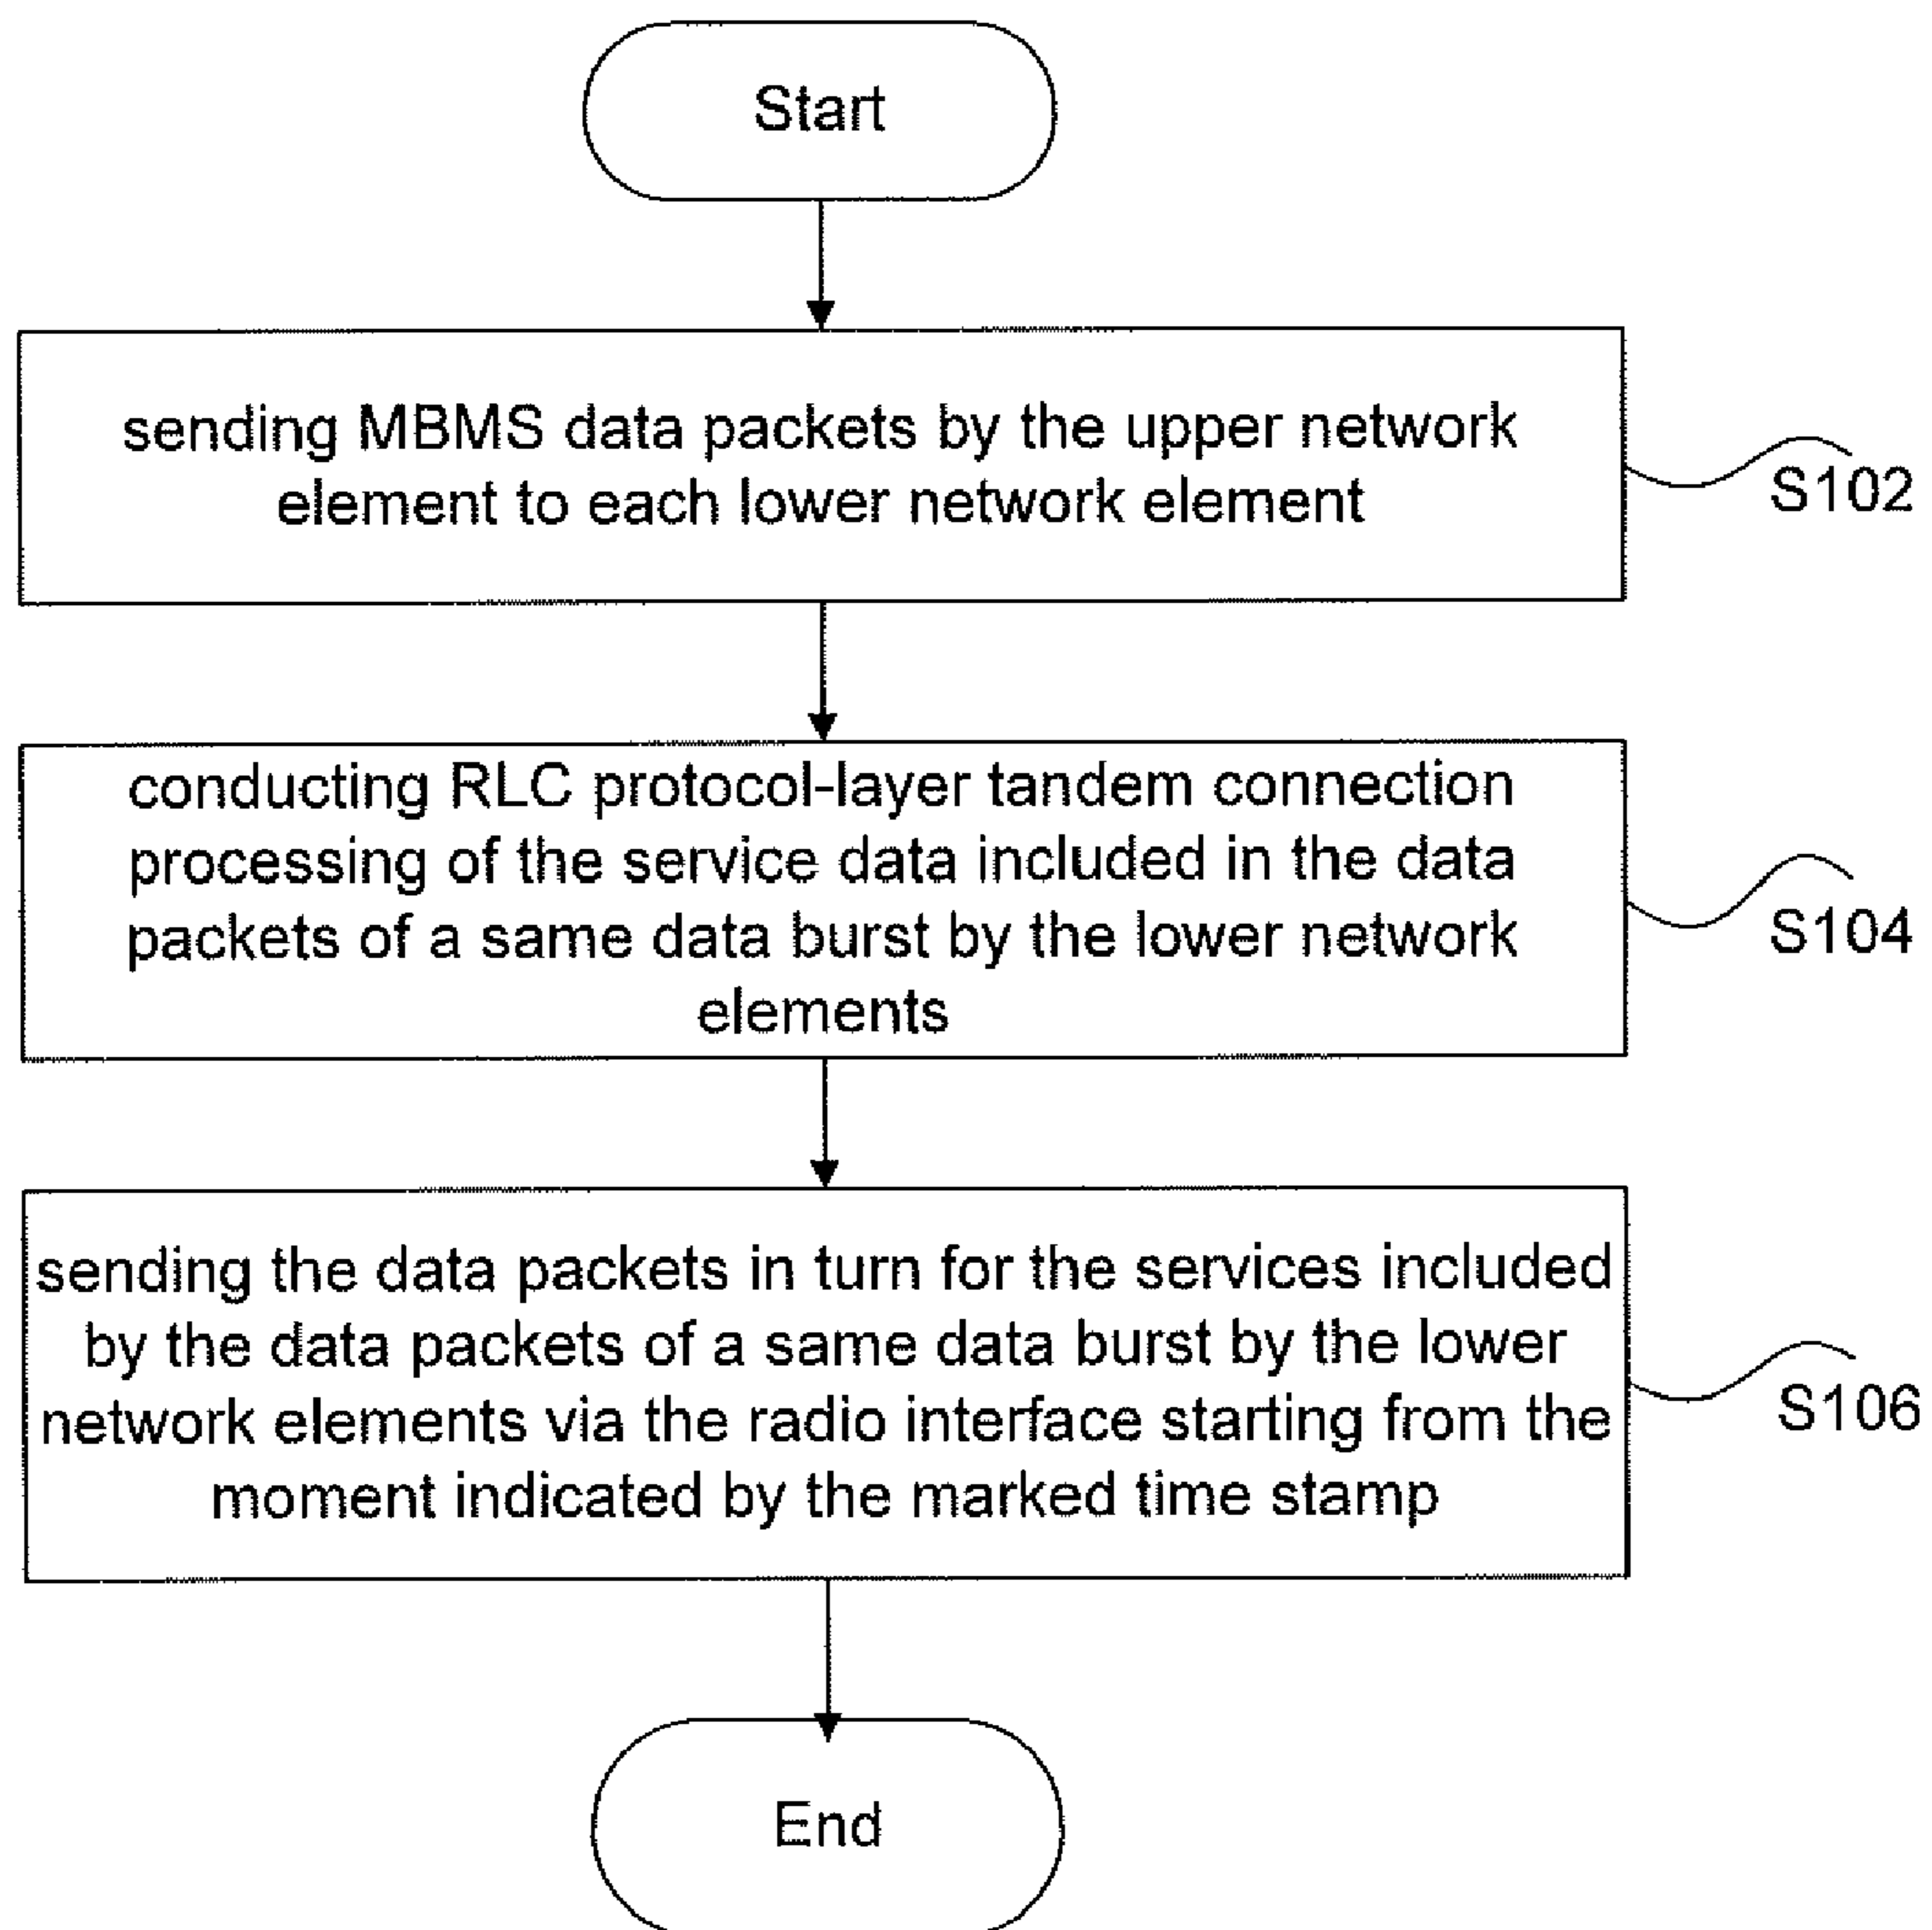 Start
sending MBMS data packets by the upper network
element to each lower network element
S102
conducting RLC protocol-layer tandem connection
processing of the service data included in the data
packets of a same data burst by the lower network
elements
S104
sending the data packets in turn for the services included
by the data packets of a same data burst by the lower
network elements via the radio interface starting from the
moment indicated by the marked time stamp
S106
End